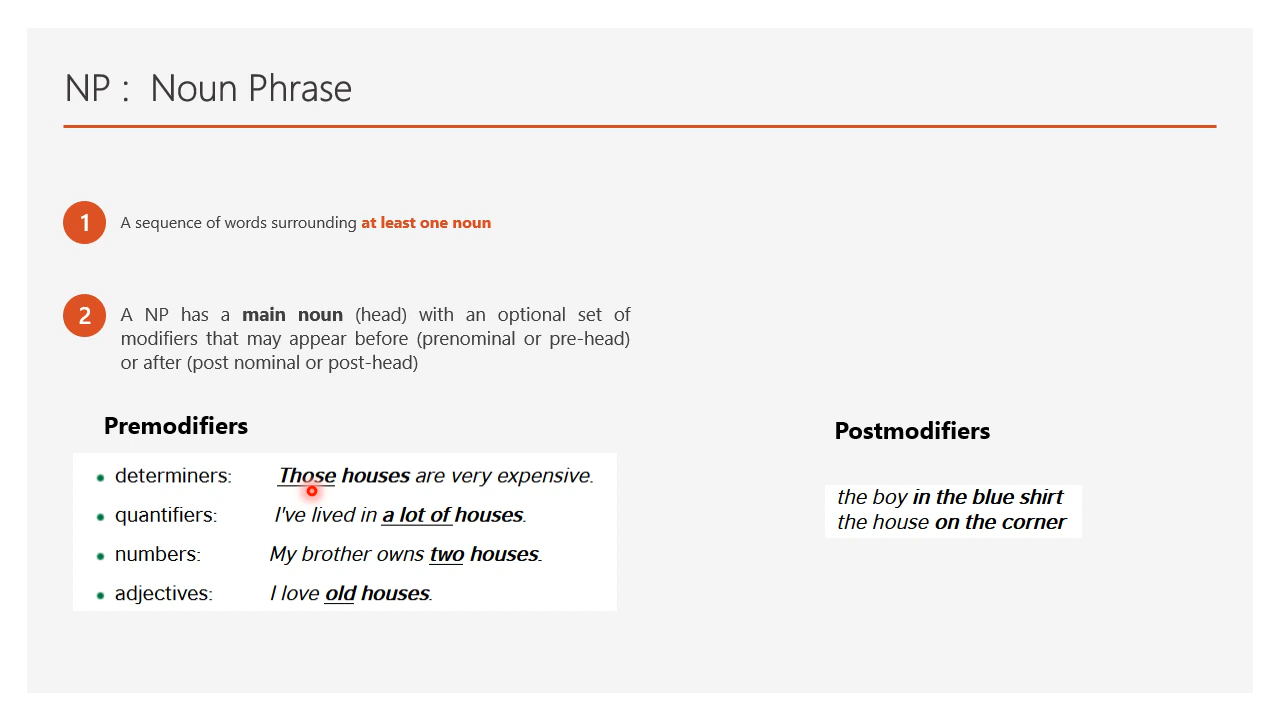 NP : Noun Phrase
1 A sequence of words surrounding at least one noun
2 A NP has a main noun (head) with an optional set of
modifiers that may appear before (prenominal or pre-head)
or after (post nominal or post-head)
Premodifiers
• determiners: Those houses are very expensive.
• quantifiers: I've lived in a lot of houses.
• numbers: My brother owns two houses.
• adjectives: I love old houses.
Postmodifiers
the boy in the blue shirt
the house on the corner